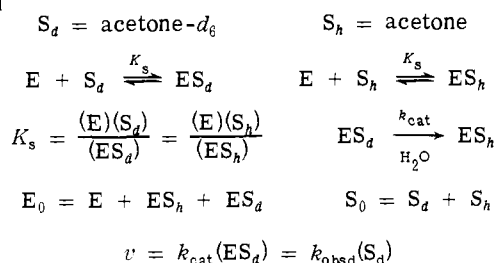 S_d = acetone-d_6 S_h = acetone
E + S_d ⇌ ES_d E + S_h ⇌ ES_h
K_s K_s
K_s = (E)(S_d)/(ES_d) = (E)(S_h)/(ES_h) ES_d → ES_h
k_cat
H_2O
E_0 = E + ES_h + ES_d S_0 = S_d + S_h
v = k_cat(ES_d) = k_obsd(S_d)